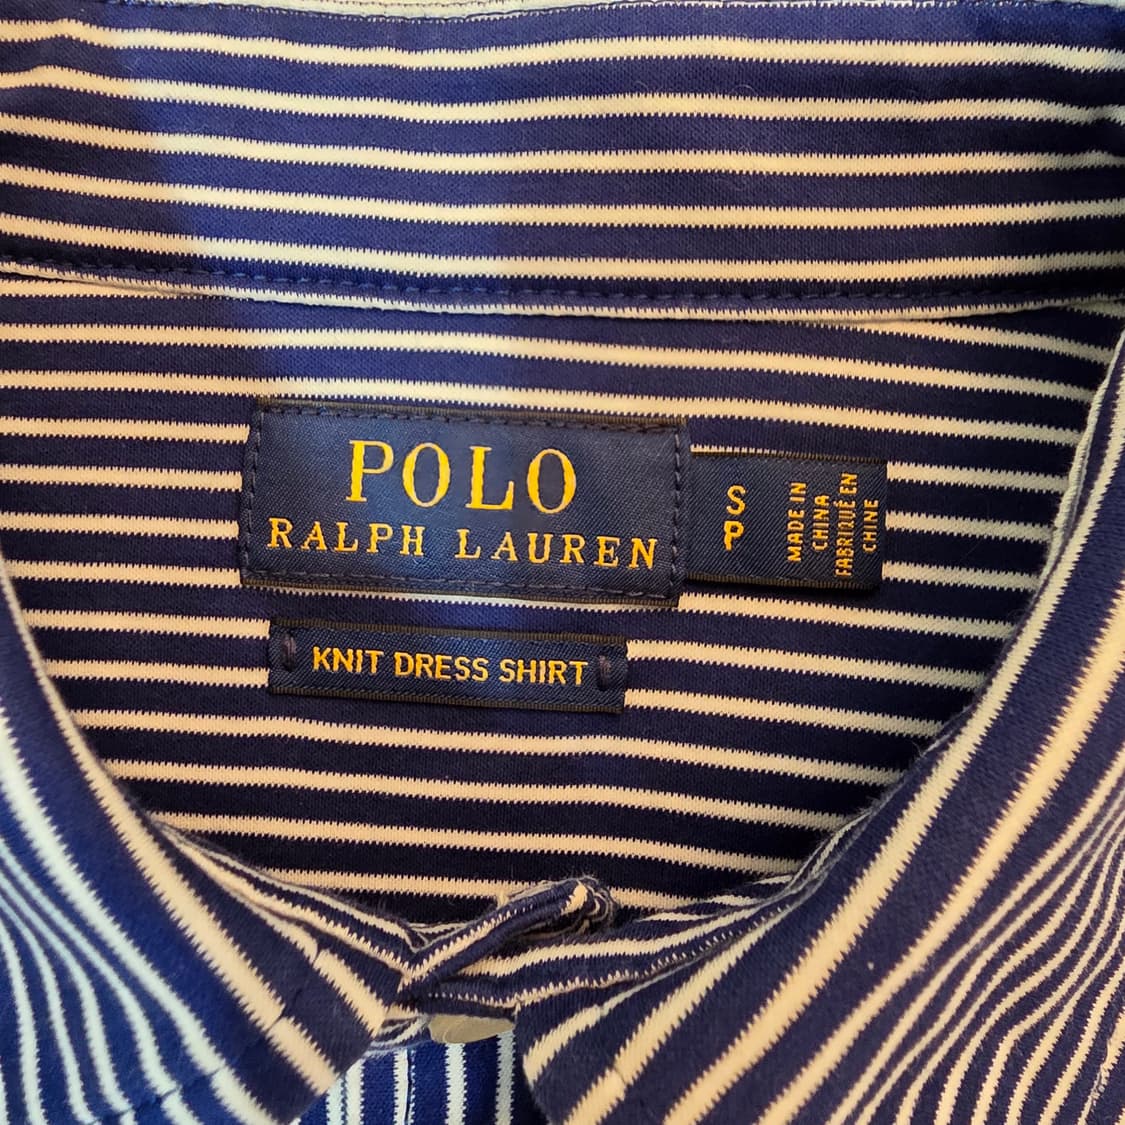 POLO
RALPH LAUREN
S
P
MADE IN
CHINA
FABRIQUÉ EN
CHINE
KNIT DRESS SHIRT